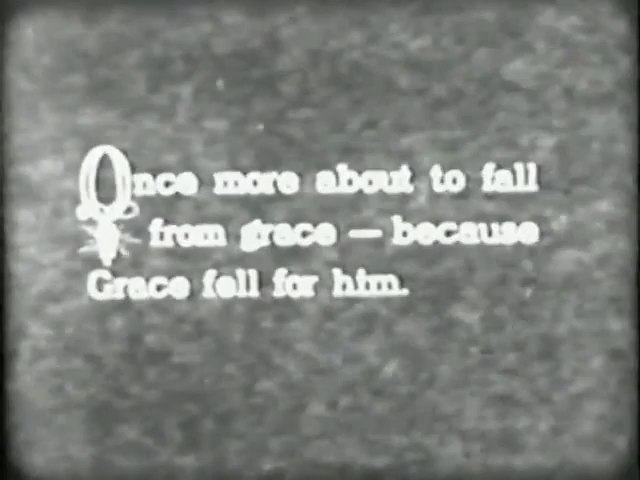 Once more about to fall
from grace — because
Grace fell for him.